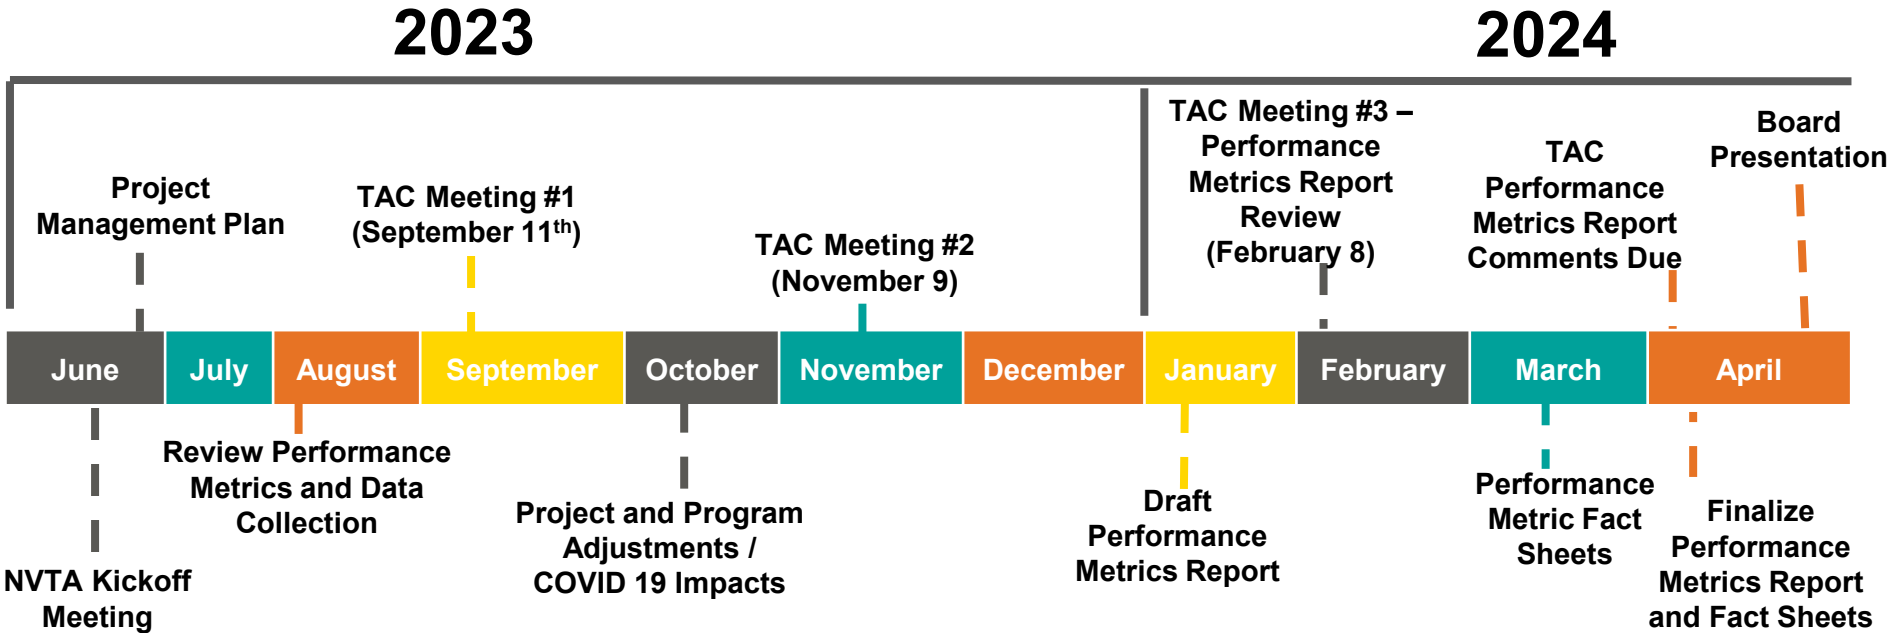 2023
2024
Project
Management Plan
TAC Meeting #1
(September 11th)
TAC Meeting #2
(November 9)
TAC Meeting #3 –
Performance
Metrics Report
Review
(February 8)
TAC
Performance
Metrics Report
Comments Due
Board
Presentation
June
July
August
September
October
November
December
January
February
March
April
NVTA Kickoff
Meeting
Review Performance
Metrics and Data
Collection
Project and Program
Adjustments /
COVID 19 Impacts
Draft
Performance
Metrics Report
Performance
Metric Fact
Sheets
Finalize
Performance
Metrics Report
and Fact Sheets